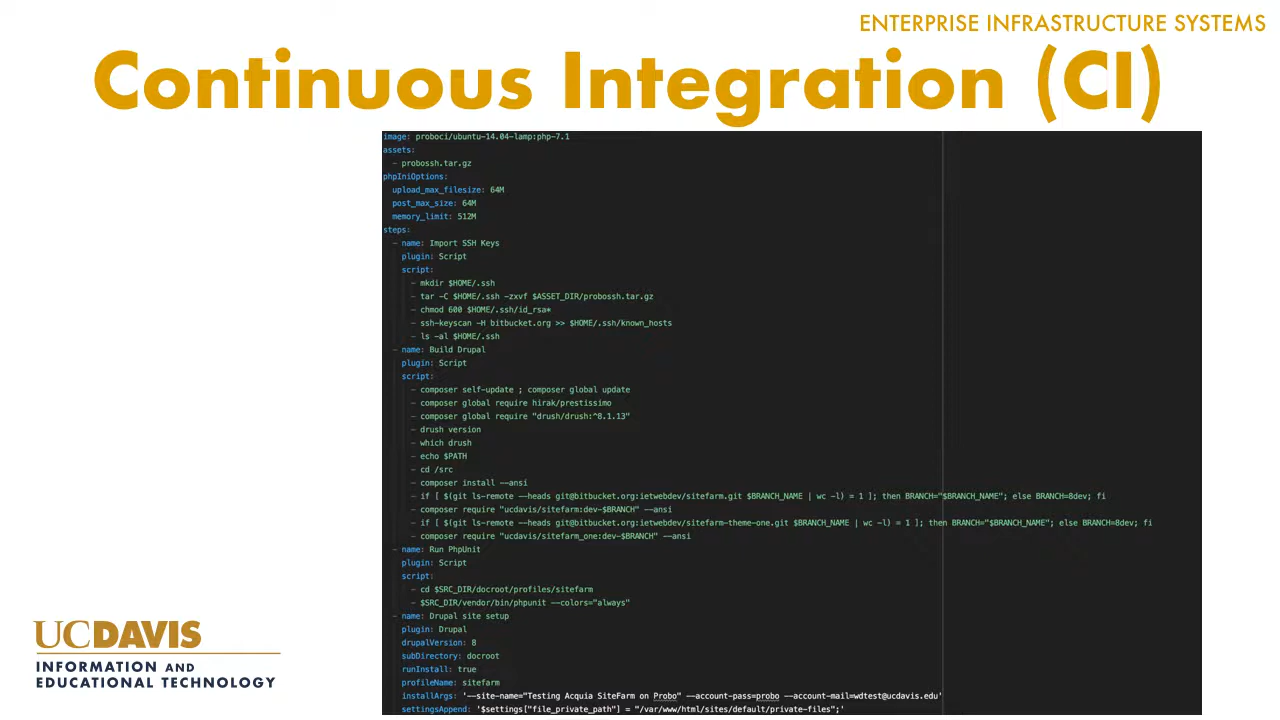 ENTERPRISE INFRASTRUCTURE SYSTEMS
Continuous Integration (CI)
image: proboci/ubuntu-14.04-lamp:php-7.1
assets:
- probossh.tar.gz
phpIniOptions:
upload_max_filesize: 64M
post_max_size: 64M
memory_limit: 512M
steps:
- name: Import SSH Keys
plugin: Script
script:
- mkdir $HOME/.ssh
- tar -C $HOME/.ssh -zxvf $ASSET_DIR/probossh.tar.gz
- chmod 600 $HOME/.ssh/id_rsa*
- ssh-keyscan -H bitbucket.org >> $HOME/.ssh/known_hosts
- ls -al $HOME/.ssh
- name: Build Drupal
plugin: Script
script:
- composer self-update ; composer global update
- composer global require hirak/prestissimo
- composer global require "drush/drush:^8.1.13"
- drush version
- which drush
- echo $PATH
- cd /src
- composer install --ansi
- if [ $(git ls-remote --heads git@bitbucket.org:ietwebdev/sitefarm.git $BRANCH_NAME | wc -l) = 1 ]; then BRANCH="$BRANCH_NAME"; else BRANCH=8dev; fi
- composer require "ucdavis/sitefarm:dev-$BRANCH" --ansi
- if [ $(git ls-remote --heads git@bitbucket.org:ietwebdev/sitefarm-theme-one.git $BRANCH_NAME | wc -l) = 1 ]; then BRANCH="$BRANCH_NAME"; else BRANCH=8dev; fi
- composer require "ucdavis/sitefarm_one:dev-$BRANCH" --ansi
- name: Run PhpUnit
plugin: Script
script:
- cd $SRC_DIR/docroot/profiles/sitefarm
- $SRC_DIR/vendor/bin/phpunit --colors="always"
- name: Drupal site setup
plugin: Drupal
drupalVersion: 8
subDirectory: docroot
runInstall: true
profileName: sitefarm
installArgs: '--site-name="Testing Acquia SiteFarm on Probo" --account-pass=probo --account-mail=wdtest@ucdavis.edu'
settingsAppend: '$settings["file_private_path"] = "/var/www/html/sites/default/private-files";'
UCDAVIS
INFORMATION AND
EDUCATIONAL TECHNOLOGY